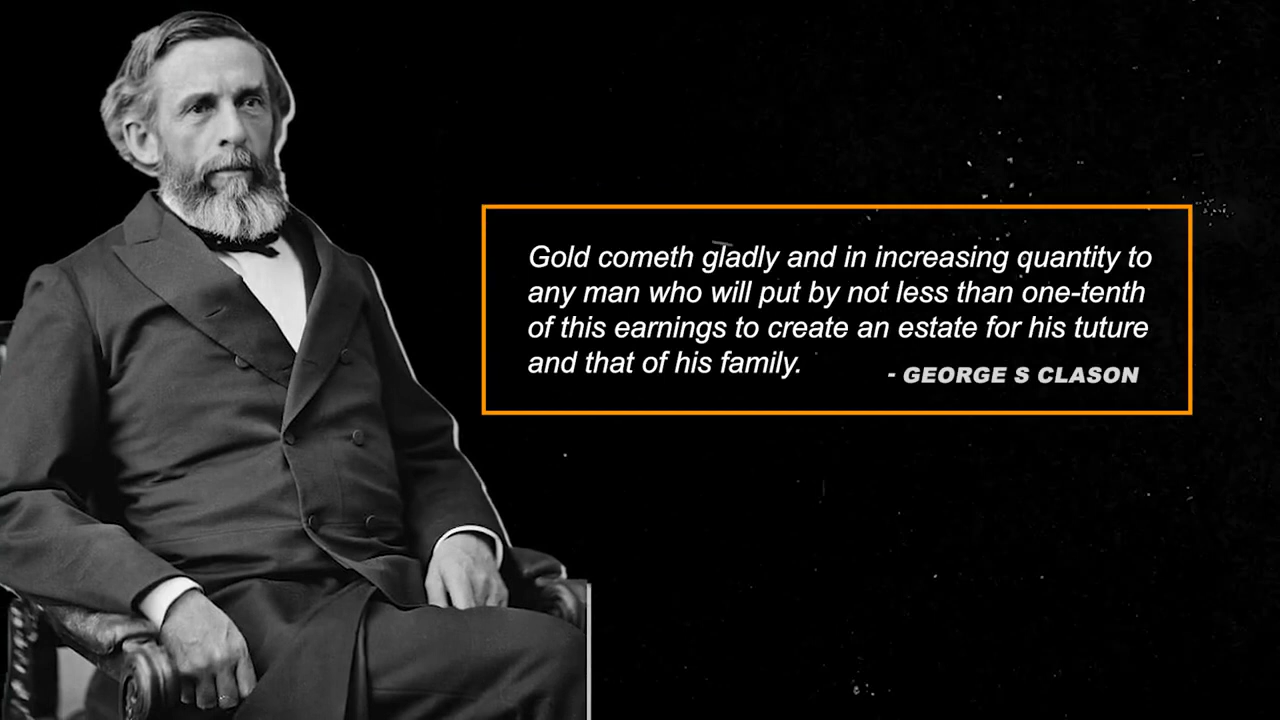 Gold cometh gladly and in increasing quantity to
any man who will put by not less than one-tenth
of this earnings to create an estate for his tuture
and that of his family.
- GEORGE S CLASON